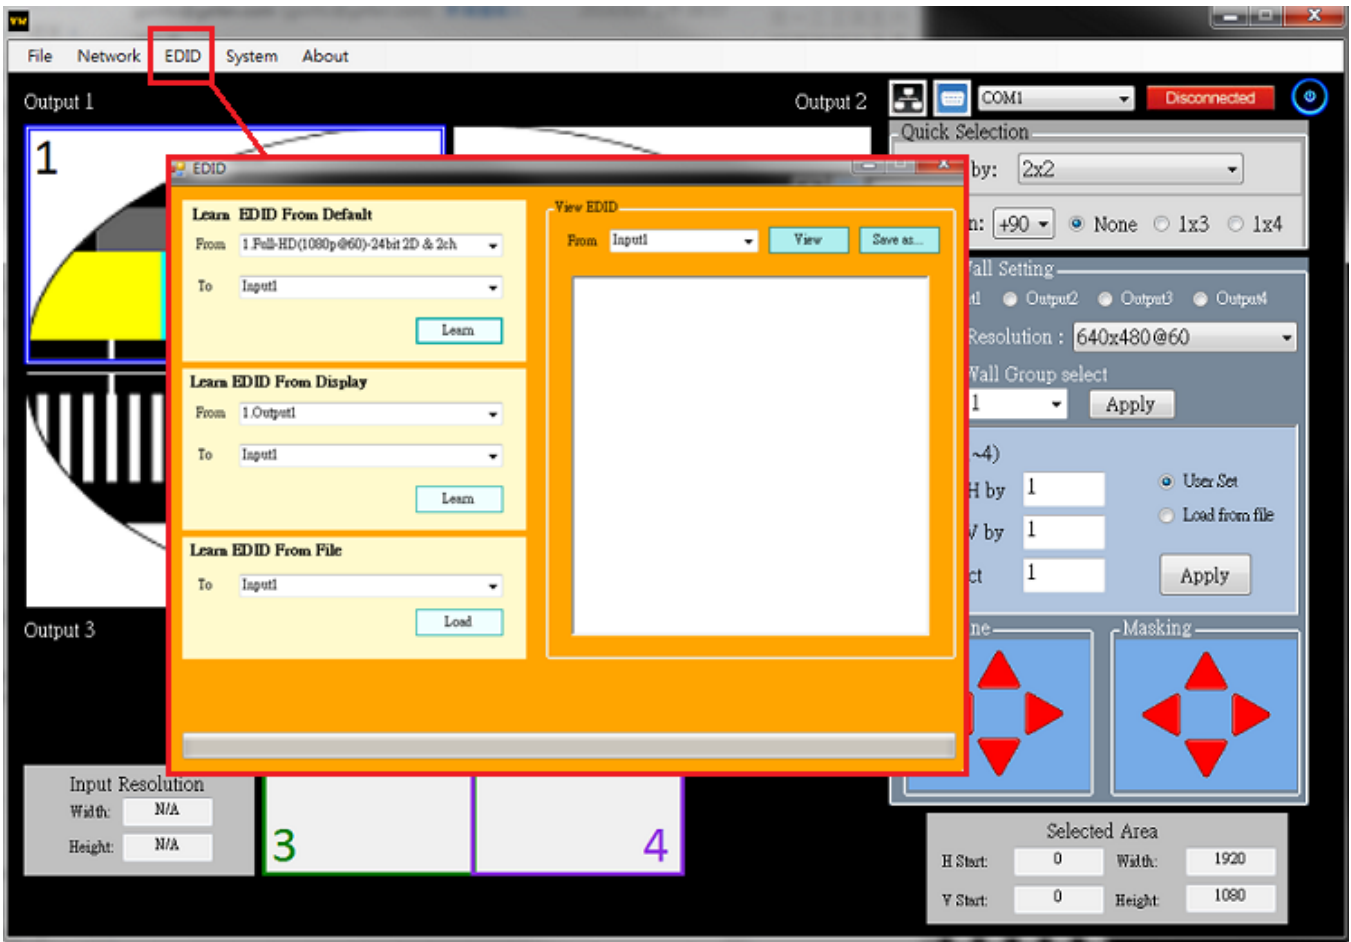 VW
File Network EDID System About
Output 1
Output 2
COM1
Disconnected
Quick Selection
by: 2x2
n: +90 None 1x3 1x4
Wall Setting
Output2 Output3 Output4
Resolution : 640x480@60
Wall Group select
1 Apply
~4)
H by 1
User Set
Load from file
V by 1
ct 1
Apply
ne
Masking
1
EDID
Learn EDID From Default
From 1.Full-HD(1080p@60)-24bit 2D & 2ch
To Input1
Learn
Learn EDID From Display
From 1.Output1
To Input1
Learn
Learn EDID From File
To Input1
Load
View EDID
From Input1 View Save as...
Output 3
Input Resolution
Width: N/A
Height: N/A
3
4
Selected Area
H Start: 0 Width: 1920
V Start: 0 Height: 1080